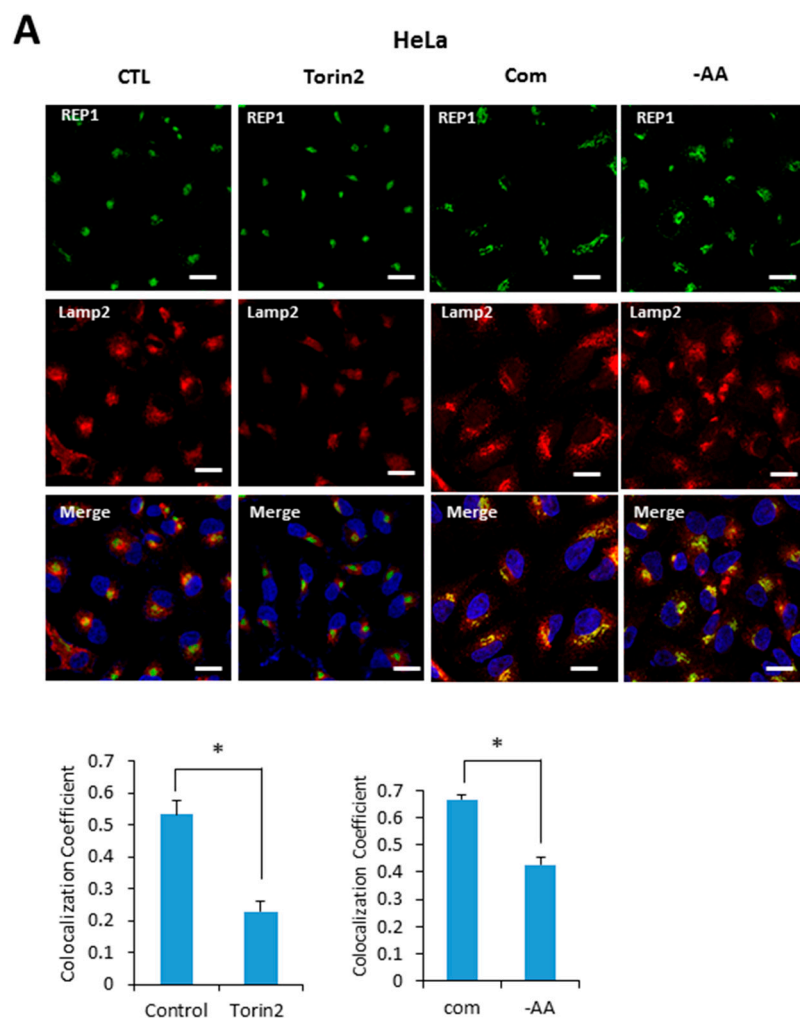 A
HeLa
CTL Torin2 Com -AA
REP1 REP1 REP1 REP1
Lamp2 Lamp2 Lamp2 Lamp2
Merge Merge Merge Merge
Colocalization Coefficient
0.7
0.6
0.5
0.4
0.3
0.2
0.1
0
*
Control Torin2
Colocalization Coefficient
0.7
0.6
0.5
0.4
0.3
0.2
0.1
0
*
com -AA